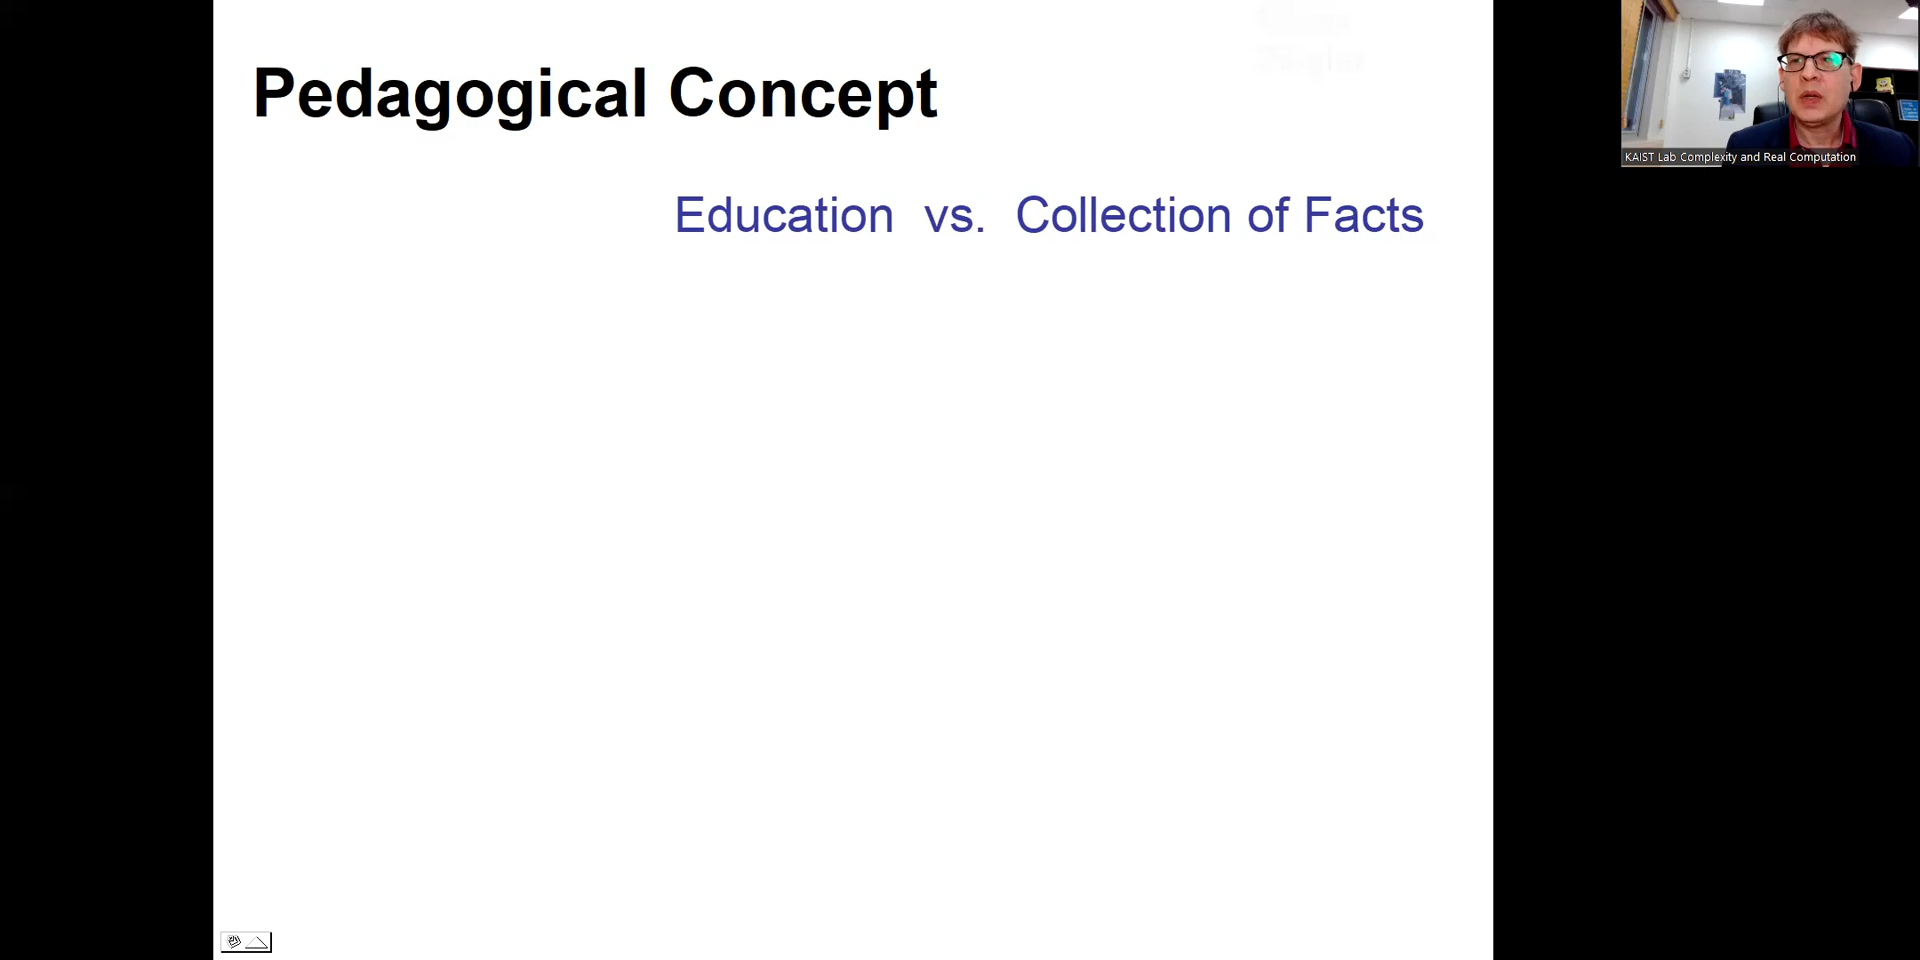 Pedagogical Concept
Education vs. Collection of Facts
KAIST Lab Complexity and Real Computation